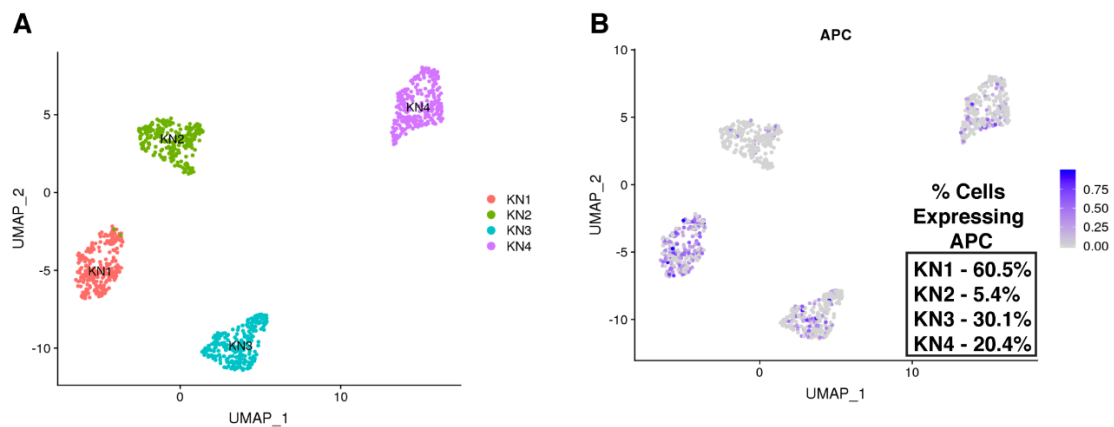 A
5
0
-5
-10
0
10
UMAP_2
UMAP_1
KN1
KN2
KN3
KN4
KN1
KN2
KN3
KN4
B
APC
10
5
0
-5
-10
0
10
UMAP_2
UMAP_1
0.75
0.50
0.25
0.00
% Cells
Expressing
APC
KN1 - 60.5%
KN2 - 5.4%
KN3 - 30.1%
KN4 - 20.4%